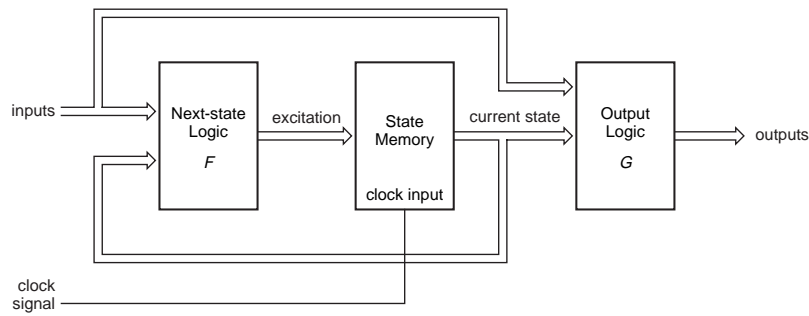 inputs
Next-state
Logic
F
excitation
State
Memory
clock input
current state
Output
Logic
G
outputs
clock
signal